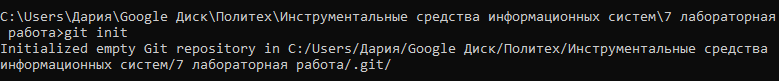 C:\Users\Дария\Google Диск\Политех\Инструментальные средства информационных систем\7 лабораторная
 работа>git init
Initialized empty Git repository in C:/Users/Дария/Google Диск/Политех/Инструментальные средства
информационных систем/7 лабораторная работа/.git/